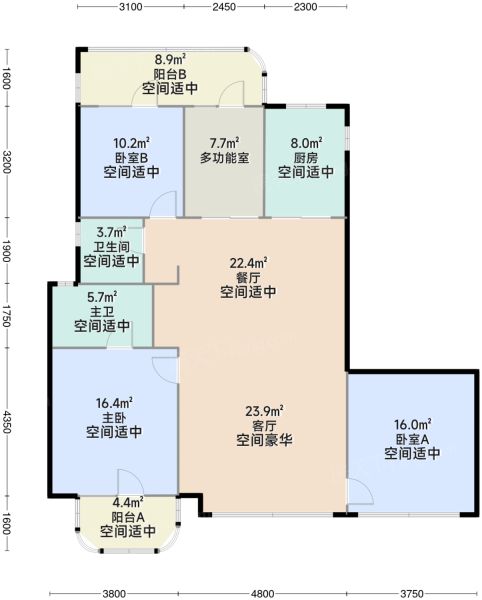 3100 2450 2300
1600
3200
1900
1750
4350
1600
8.9㎡
阳台B
空间适中
10.2㎡
卧室B
空间适中
7.7㎡
多功能室
8.0㎡
厨房
空间适中
3.7㎡
卫生间
空间适中
22.4㎡
餐厅
空间适中
5.7㎡
主卫
空间适中
16.4㎡
主卧
空间适中
23.9㎡
客厅
空间豪华
16.0㎡
卧室A
空间适中
4.4㎡
阳台A
空间适中
3800 4800 3750